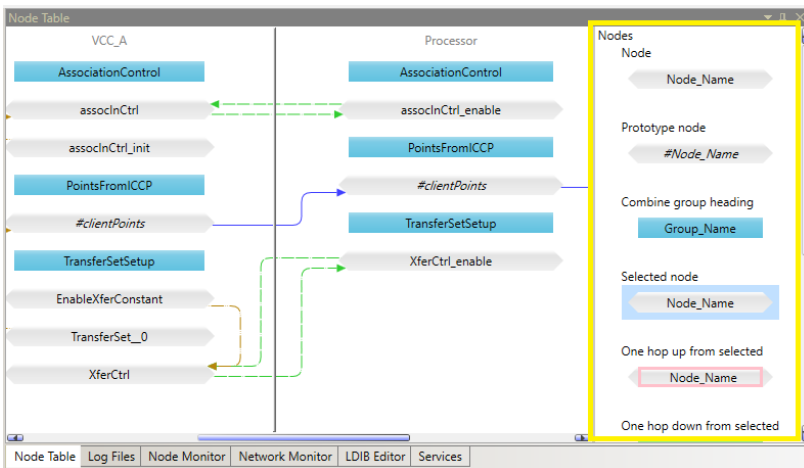 Node Table
VCC_A
AssociationControl
assocInCtrl
assocInCtrl_init
PointsFromICCP
#clientPoints
TransferSetSetup
EnableXferConstant
TransferSet__0
XferCtrl
Processor
AssociationControl
assocInCtrl_enable
PointsFromICCP
#clientPoints
TransferSetSetup
XferCtrl_enable
Nodes
Node
Node_Name
Prototype node
#Node_Name
Combine group heading
Group_Name
Selected node
Node_Name
One hop up from selected
Node_Name
One hop down from selected
Node Table Log Files Node Monitor Network Monitor LDIB Editor Services